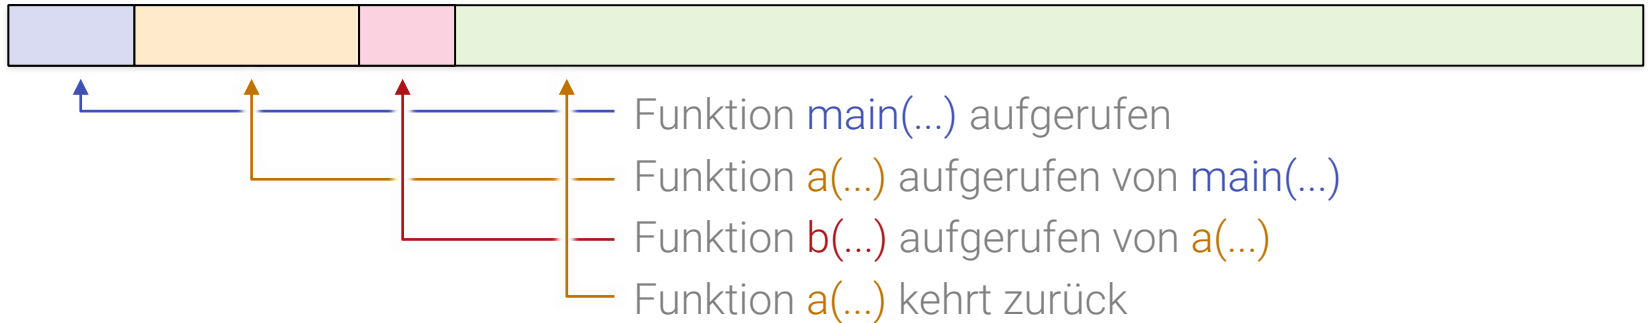 Funktion main(...) aufgerufen
Funktion a(...) aufgerufen von main(...)
Funktion b(...) aufgerufen von a(...)
Funktion a(...) kehrt zurück